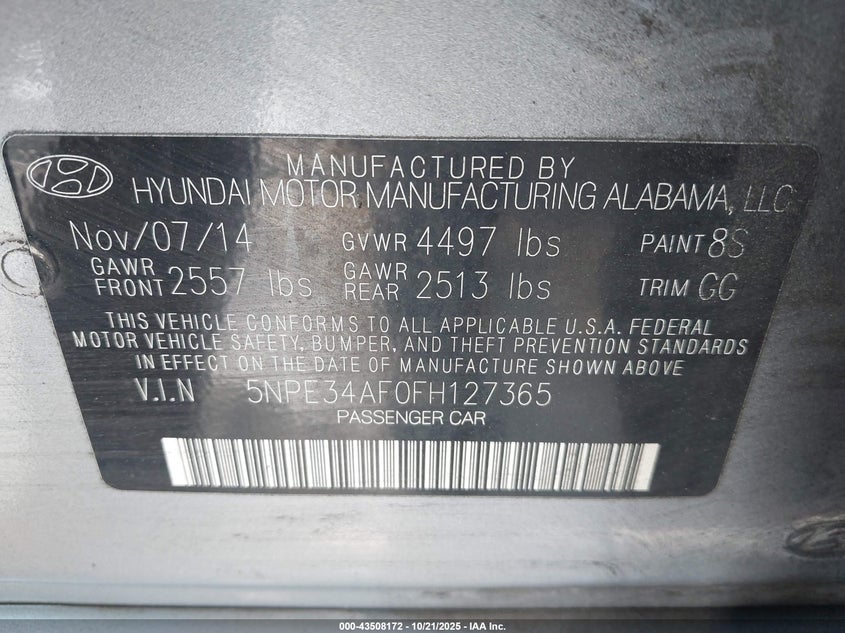 MANUFACTURED BY
HYUNDAI MOTOR MANUFACTURING ALABAMA, LLC
Nov/07/14 GVWR 4497 lbs PAINT 8S
GAWR FRONT 2557 lbs GAWR REAR 2513 lbs TRIM GG
THIS VEHICLE CONFORMS TO ALL APPLICABLE U.S.A. FEDERAL
MOTOR VEHICLE SAFETY, BUMPER, AND THEFT PREVENTION STANDARDS
IN EFFECT ON THE DATE OF MANUFACTURE SHOWN ABOVE
V.I.N 5NPE34AF0FH127365
PASSENGER CAR
000-43508172 - 10/21/2025 - IAA Inc.